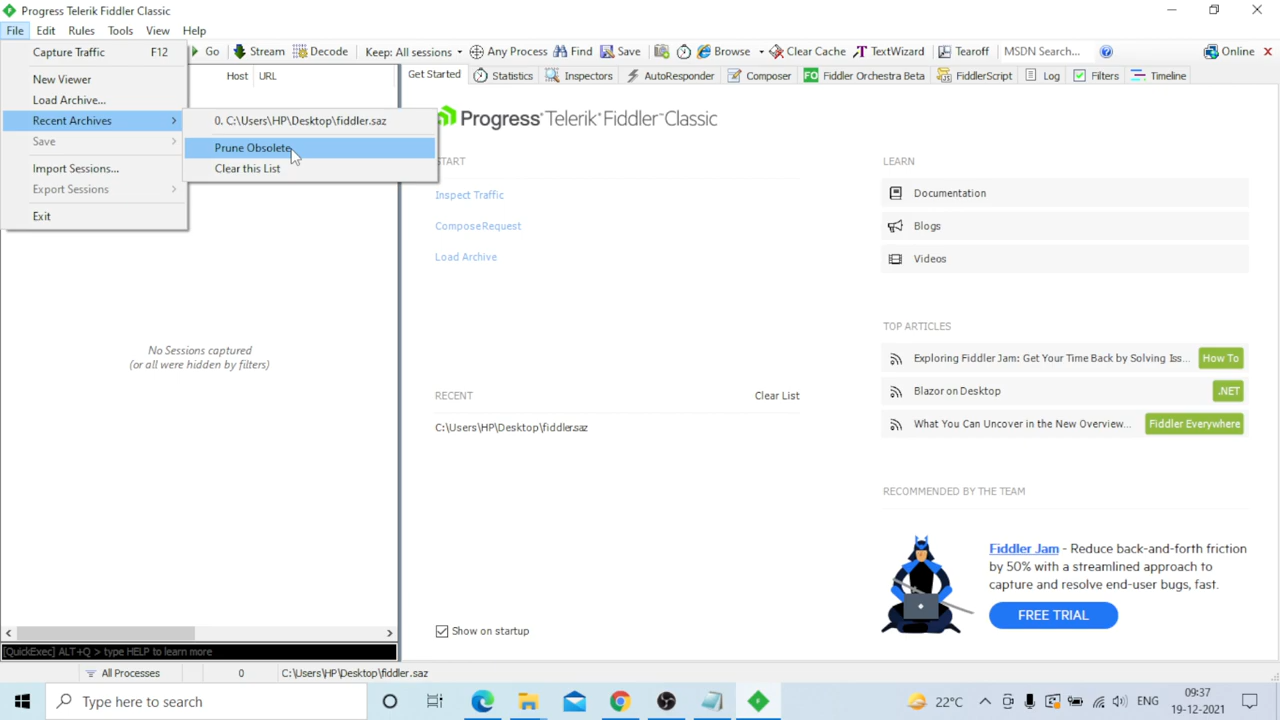 Progress Telerik Fiddler Classic
File Edit Rules Tools View Help
Go Stream Decode Keep: All sessions Any Process Find Save Browse Clear Cache TextWizard Tearoff MSDN Search... Online
Capture Traffic F12
New Viewer
Load Archive...
Recent Archives
Save
Import Sessions...
Export Sessions
Exit
0. C:\Users\HP\Desktop\fiddler.saz
Prune Obsolete
Clear this List
Host URL
Get Started Statistics Inspectors AutoResponder Composer FO Fiddler Orchestra Beta FiddlerScript Log Filters Timeline
Progress Telerik Fiddler Classic
START
Inspect Traffic
Compose Request
Load Archive
RECENT Clear List
C:\Users\HP\Desktop\fiddler.saz
Show on startup
LEARN
Documentation
Blogs
Videos
TOP ARTICLES
Exploring Fiddler Jam: Get Your Time Back by Solving Iss... How To
Blazor on Desktop .NET
What You Can Uncover in the New Overview... Fiddler Everywhere
RECOMMENDED BY THE TEAM
Fiddler Jam - Reduce back-and-forth friction
by 50% with a streamlined approach to
capture and resolve end-user bugs, fast.
FREE TRIAL
No Sessions captured
(or all were hidden by filters)
[QuickExec] ALT+Q > type HELP to learn more
All Processes 0 C:\Users\HP\Desktop\fiddler.saz
Type here to search
22°C ENG
09:37
19-12-2021